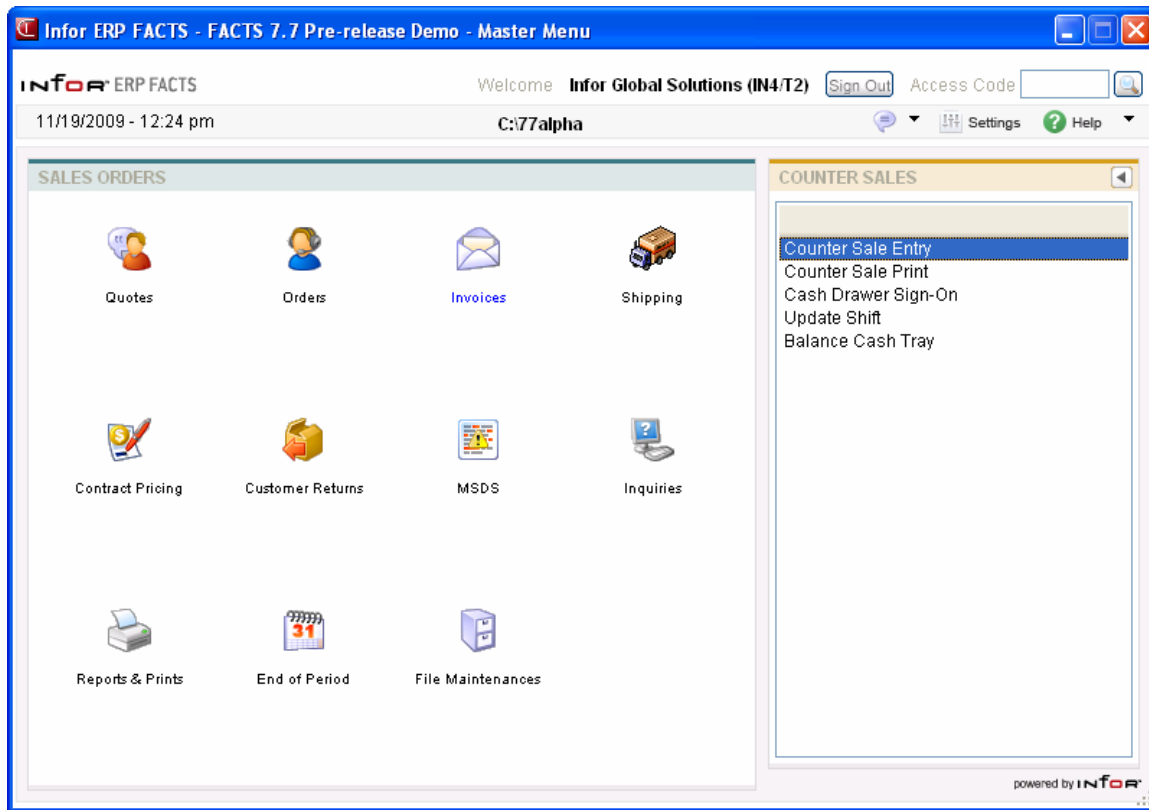 Infor ERP FACTS - FACTS 7.7 Pre-release Demo - Master Menu
infor ERP FACTS Welcome Infor Global Solutions (IN4/T2) Sign Out Access Code
11/19/2009 - 12:24 pm C:\77alpha Settings ? Help
SALES ORDERS
Quotes Orders Invoices Shipping
Contract Pricing Customer Returns MSDS Inquiries
31
Reports & Prints End of Period File Maintenances
COUNTER SALES
Counter Sale Entry
Counter Sale Print
Cash Drawer Sign-On
Update Shift
Balance Cash Tray
powered by infor